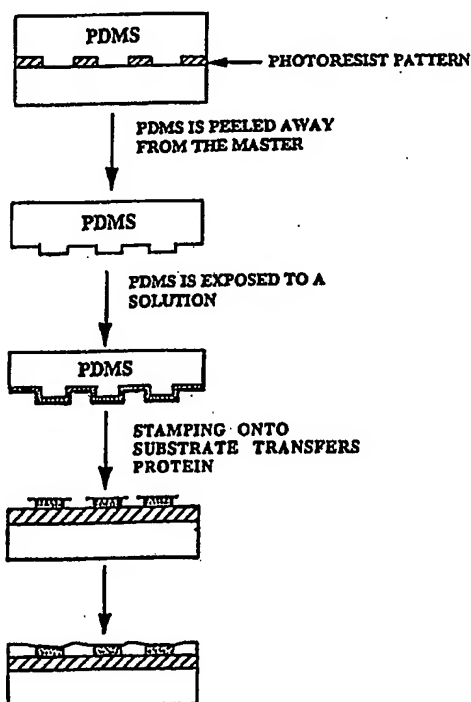 PDMS
PHOTORESIST PATTERN
PDMS IS PEELED AWAY
FROM THE MASTER
PDMS
PDMS IS EXPOSED TO A
SOLUTION
PDMS
STAMPING ONTO
SUBSTRATE TRANSFERS
PROTEIN